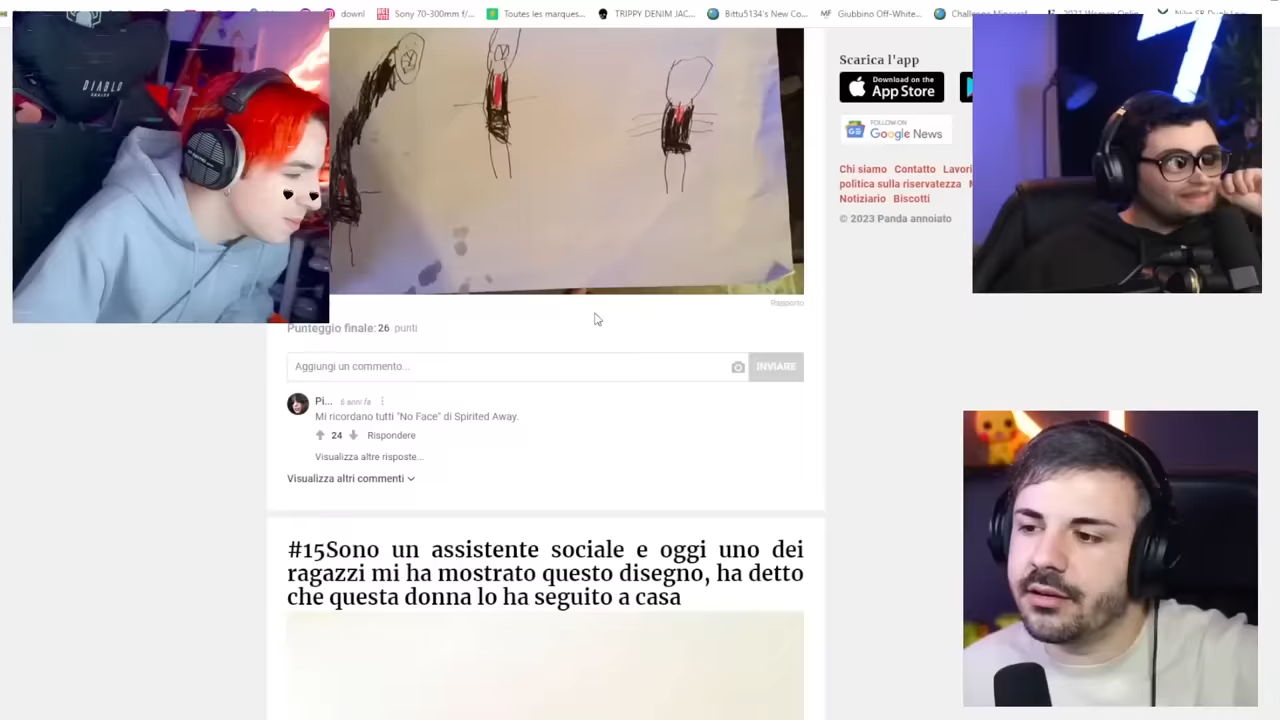 downl
Sony 70-300mm f/...
Toutes les marques...
TRIPPY DENIM JAC...
Bittu5134's New Co...
Giubbino Off-White...
DIABLO
Scarica l'app
Download on the
App Store
FOLLOW ON
Google News
Chi siamo Contatto Lavori
politica sulla riservatezza
Notiziario Biscotti
© 2023 Panda annoiato
Rapporto
Punteggio finale: 26 punti
Aggiungi un commento...
INVIARE
Pi... 6 anni fa
Mi ricordano tutti "No Face" di Spirited Away.
24 Rispondere
Visualizza altre risposte...
Visualizza altri commenti
#15Sono un assistente sociale e oggi uno dei
ragazzi mi ha mostrato questo disegno, ha detto
che questa donna lo ha seguito a casa